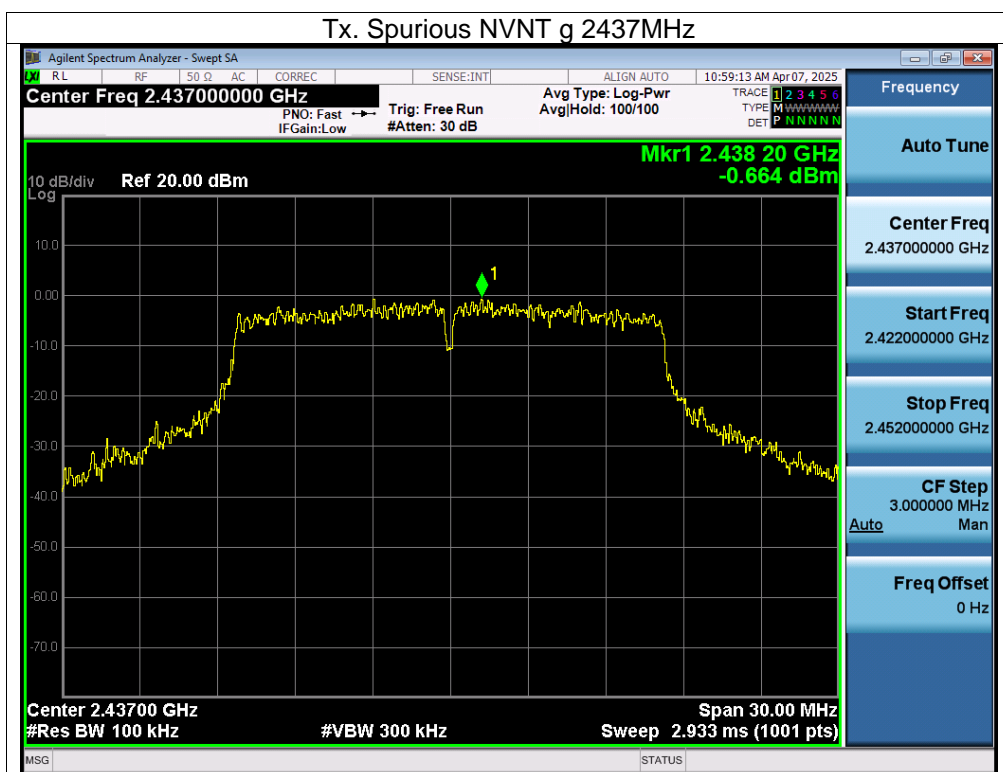 Tx. Spurious NVNT g 2437MHz
Agilent Spectrum Analyzer - Swept SA
LXI RL RF 50 Ω AC CORREC SENSE:INT ALIGN AUTO 10:59:13 AM Apr 07, 2025
Center Freq 2.437000000 GHz
PNO: Fast
IFGain:Low
Trig: Free Run
#Atten: 30 dB
Avg Type: Log-Pwr
Avg|Hold: 100/100
TRACE 1 2 3 4 5 6
TYPE M WWWWW
DET P N N N N N
Mkr1 2.438 20 GHz
-0.664 dBm
10 dB/div Ref 20.00 dBm
Log
10.0
0.00
-10.0
-20.0
-30.0
-40.0
-50.0
-60.0
-70.0
1
Center 2.43700 GHz Span 30.00 MHz
#Res BW 100 kHz #VBW 300 kHz Sweep 2.933 ms (1001 pts)
MSG STATUS
Frequency
Auto Tune
Center Freq
2.437000000 GHz
Start Freq
2.422000000 GHz
Stop Freq
2.452000000 GHz
CF Step
3.000000 MHz
Auto Man
Freq Offset
0 Hz